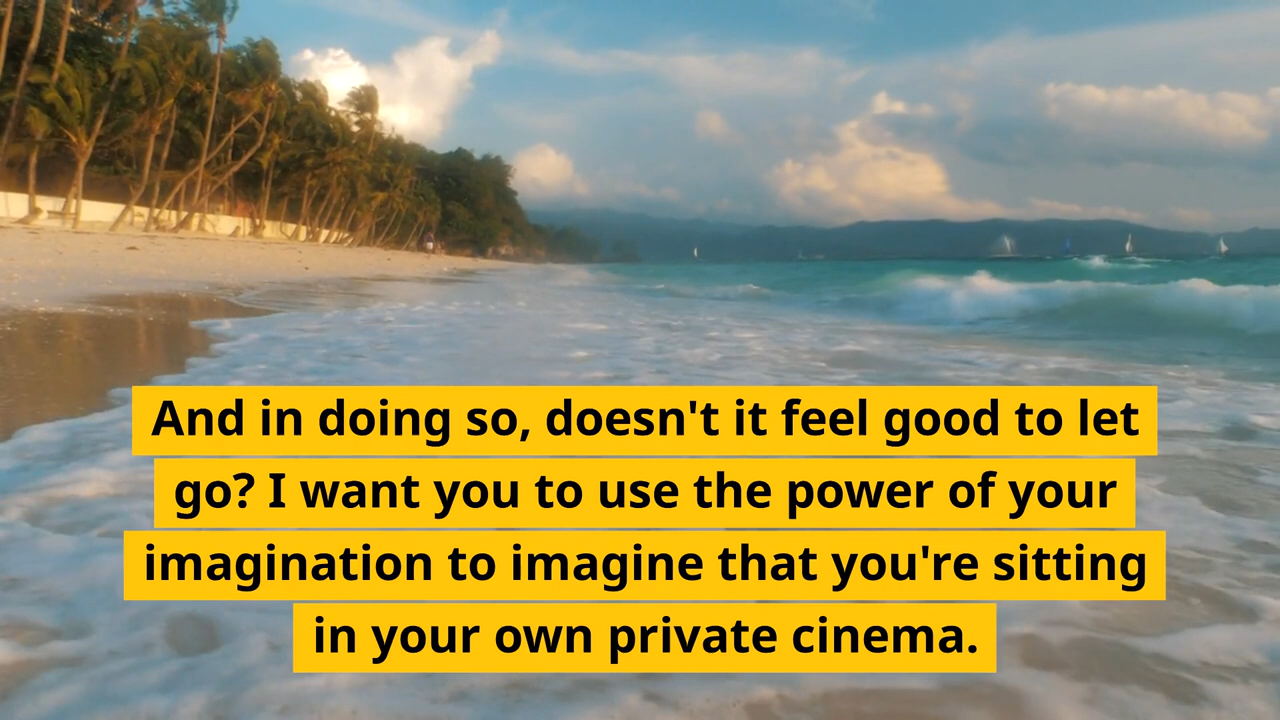 And in doing so, doesn't it feel good to let
go? I want you to use the power of your
imagination to imagine that you're sitting
in your own private cinema.